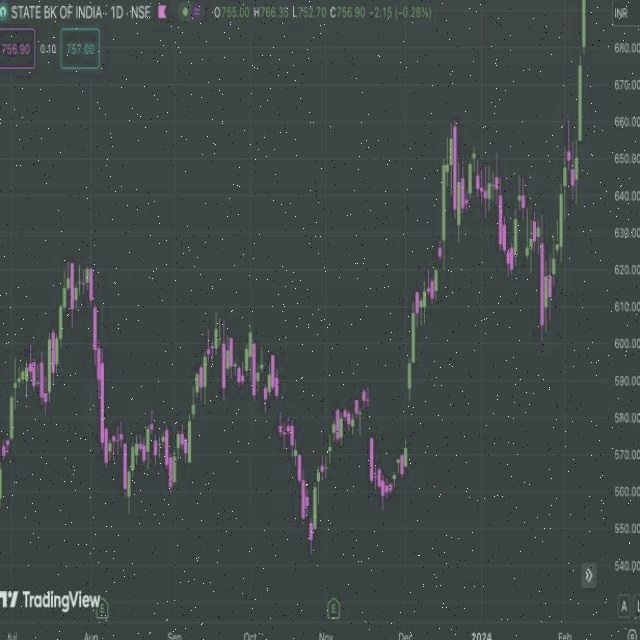 STATE BK OF INDIA · 1D · NSE O755.00 H766.35 L752.70 C756.90 −2.15 (−0.28%)
INR
756.90 0.10 757.00
680.00
670.00
660.00
650.00
640.00
630.00
620.00
610.00
600.00
590.00
580.00
570.00
560.00
550.00
540.00
TradingView
E E
A L
Jul Aug Sep Oct Nov Dec 2024 Feb